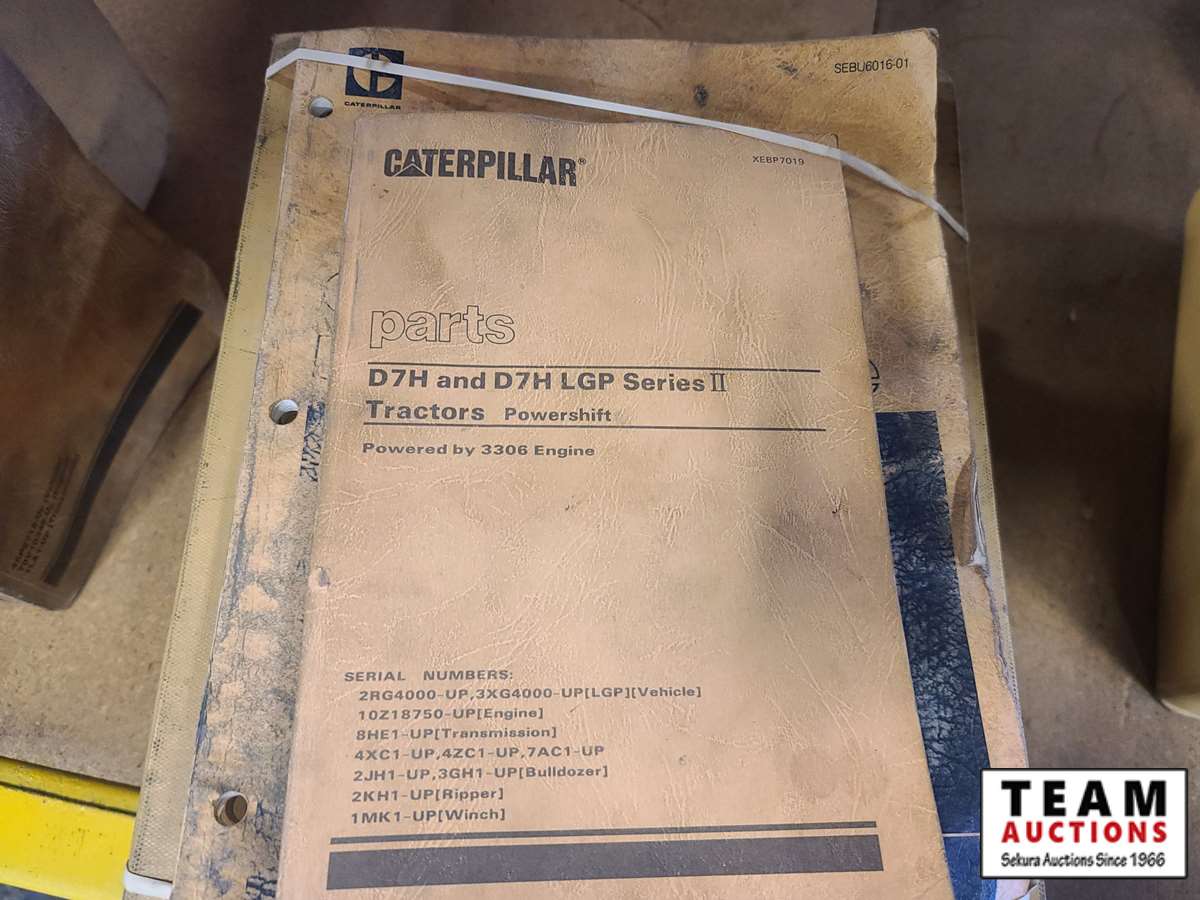 CATERPILLAR
SEBU6016-01
CATERPILLAR®
XEBP7019
parts
D7H and D7H LGP Series II
Tractors Powershift
Powered by 3306 Engine
SERIAL NUMBERS:
2RG4000-UP,3XG4000-UP[LGP][Vehicle]
10Z18750-UP[Engine]
8HE1-UP[Transmission]
4XC1-UP,4ZC1-UP,7AC1-UP
2JH1-UP,3GH1-UP[Bulldozer]
2KH1-UP[Ripper]
1MK1-UP[Winch]
TEAM
AUCTIONS
Sekura Auctions Since 1966